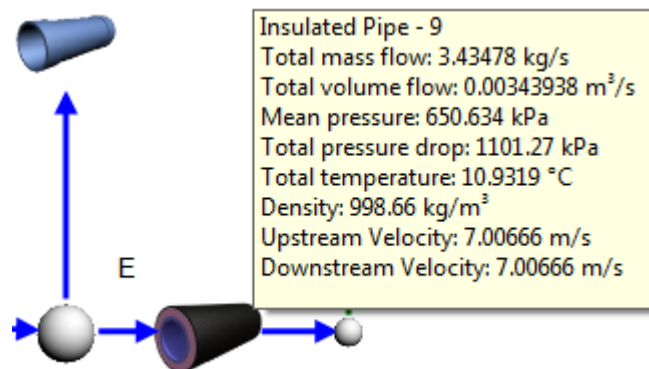 Insulated Pipe - 9
Total mass flow: 3.43478 kg/s
Total volume flow: 0.00343938 m³/s
Mean pressure: 650.634 kPa
Total pressure drop: 1101.27 kPa
Total temperature: 10.9319 °C
Density: 998.66 kg/m³
Upstream Velocity: 7.00666 m/s
Downstream Velocity: 7.00666 m/s
E